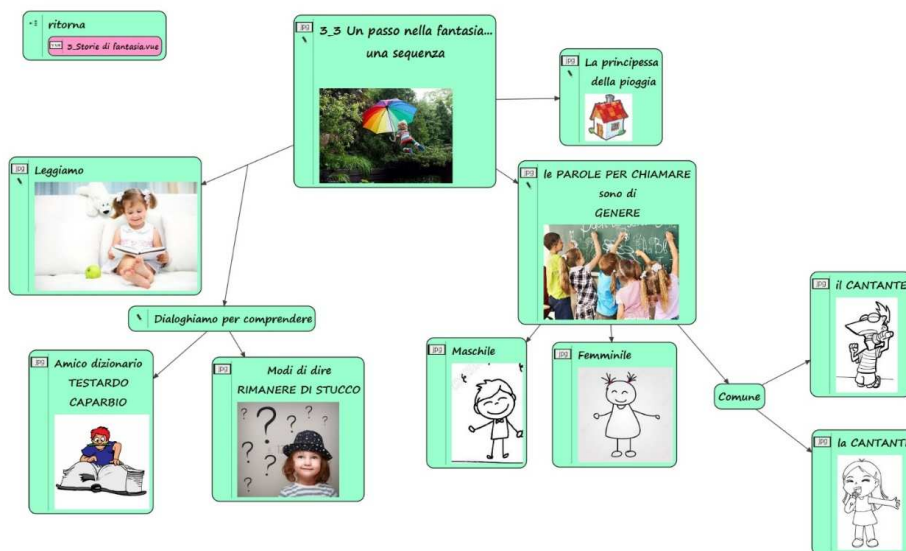 ritorna
3_Storie di fantasia.vue
3_3 Un passo nella fantasia...
una sequenza
La principessa
della pioggia
Leggiamo
le PAROLE PER CHIAMARE
sono di
GENERE
Dialoghiamo per comprendere
Amico dizionario
TESTARDO
CAPARBIO
Modi di dire
RIMANERE DI STUCCO
Maschile
Femminile
Comune
il CANTANTE
la CANTANTE